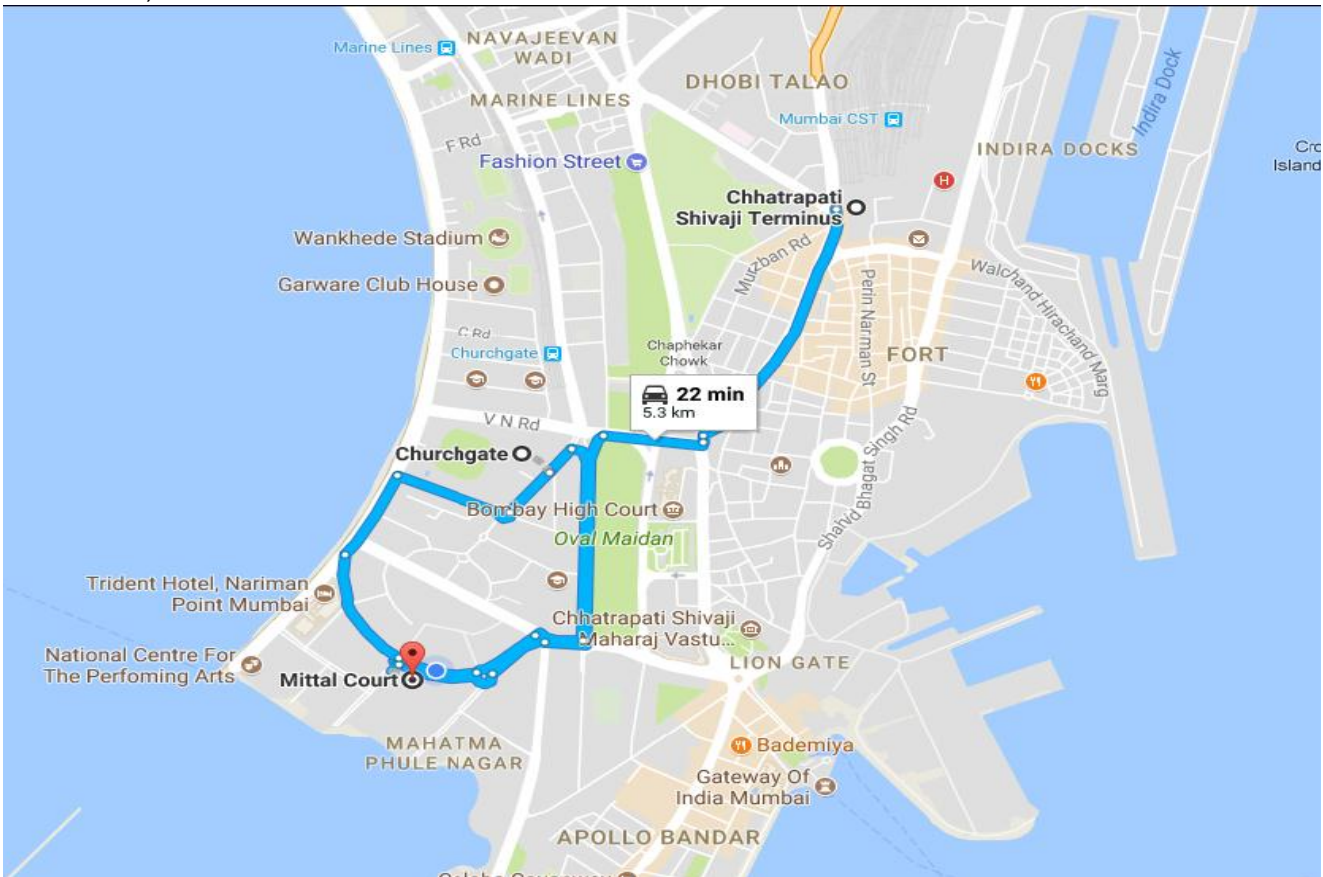 Marine Lines
NAVAJEEVAN
WADI
DHOBI TALAO
MARINE LINES
Mumbai CST
Indira Dock
F Rd
INDIRA DOCKS
Fashion Street
Cro
Island
H
Chhatrapati
Shivaji Terminus
Wankhede Stadium
Murzban Rd
Garware Club House
Walchand Hirachand Marg
Perin Narman St
C Rd
Churchgate
Chaphekar
Chowk
FORT
22 min
5.3 km
V N Rd
Churchgate
Shahid Bhagat Singh Rd
Bombay High Court
Oval Maidan
Trident Hotel, Nariman
Point Mumbai
Chhatrapati Shivaji
Maharaj Vastu...
National Centre For
The Perfoming Arts
LION GATE
Mittal Court
MAHATMA
PHULE NAGAR
Bademiya
Gateway Of
India Mumbai
APOLLO BANDAR